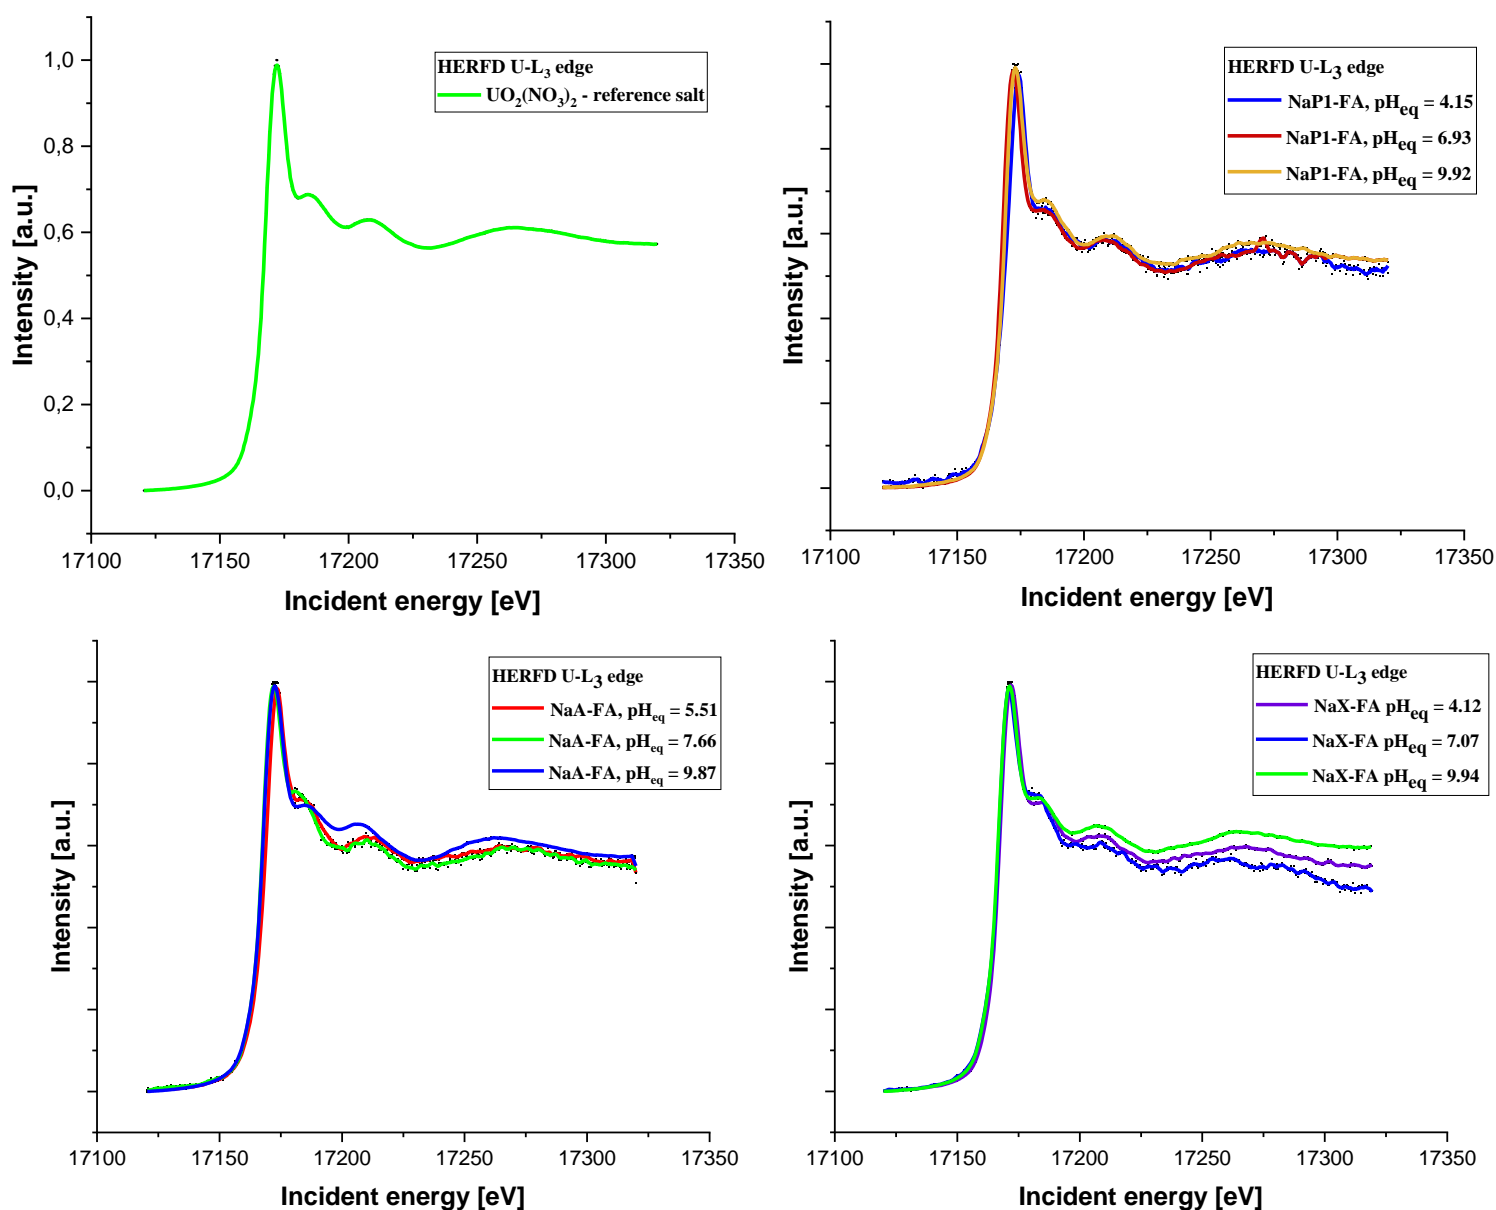 HERFD U-L₃ edge
UO₂(NO₃)₂ - reference salt
1,0
0,8
0,6
0,4
0,2
0,0
Intensity [a.u.]
17100 17150 17200 17250 17300 17350
Incident energy [eV]
HERFD U-L₃ edge
NaP1-FA, pHeq = 4.15
NaP1-FA, pHeq = 6.93
NaP1-FA, pHeq = 9.92
Intensity [a.u.]
17100 17150 17200 17250 17300 17350
Incident energy [eV]
HERFD U-L₃ edge
NaA-FA, pHeq = 5.51
NaA-FA, pHeq = 7.66
NaA-FA, pHeq = 9.87
Intensity [a.u.]
17100 17150 17200 17250 17300 17350
Incident energy [eV]
HERFD U-L₃ edge
NaX-FA pHeq = 4.12
NaX-FA pHeq = 7.07
NaX-FA pHeq = 9.94
Intensity [a.u.]
17100 17150 17200 17250 17300 17350
Incident energy [eV]